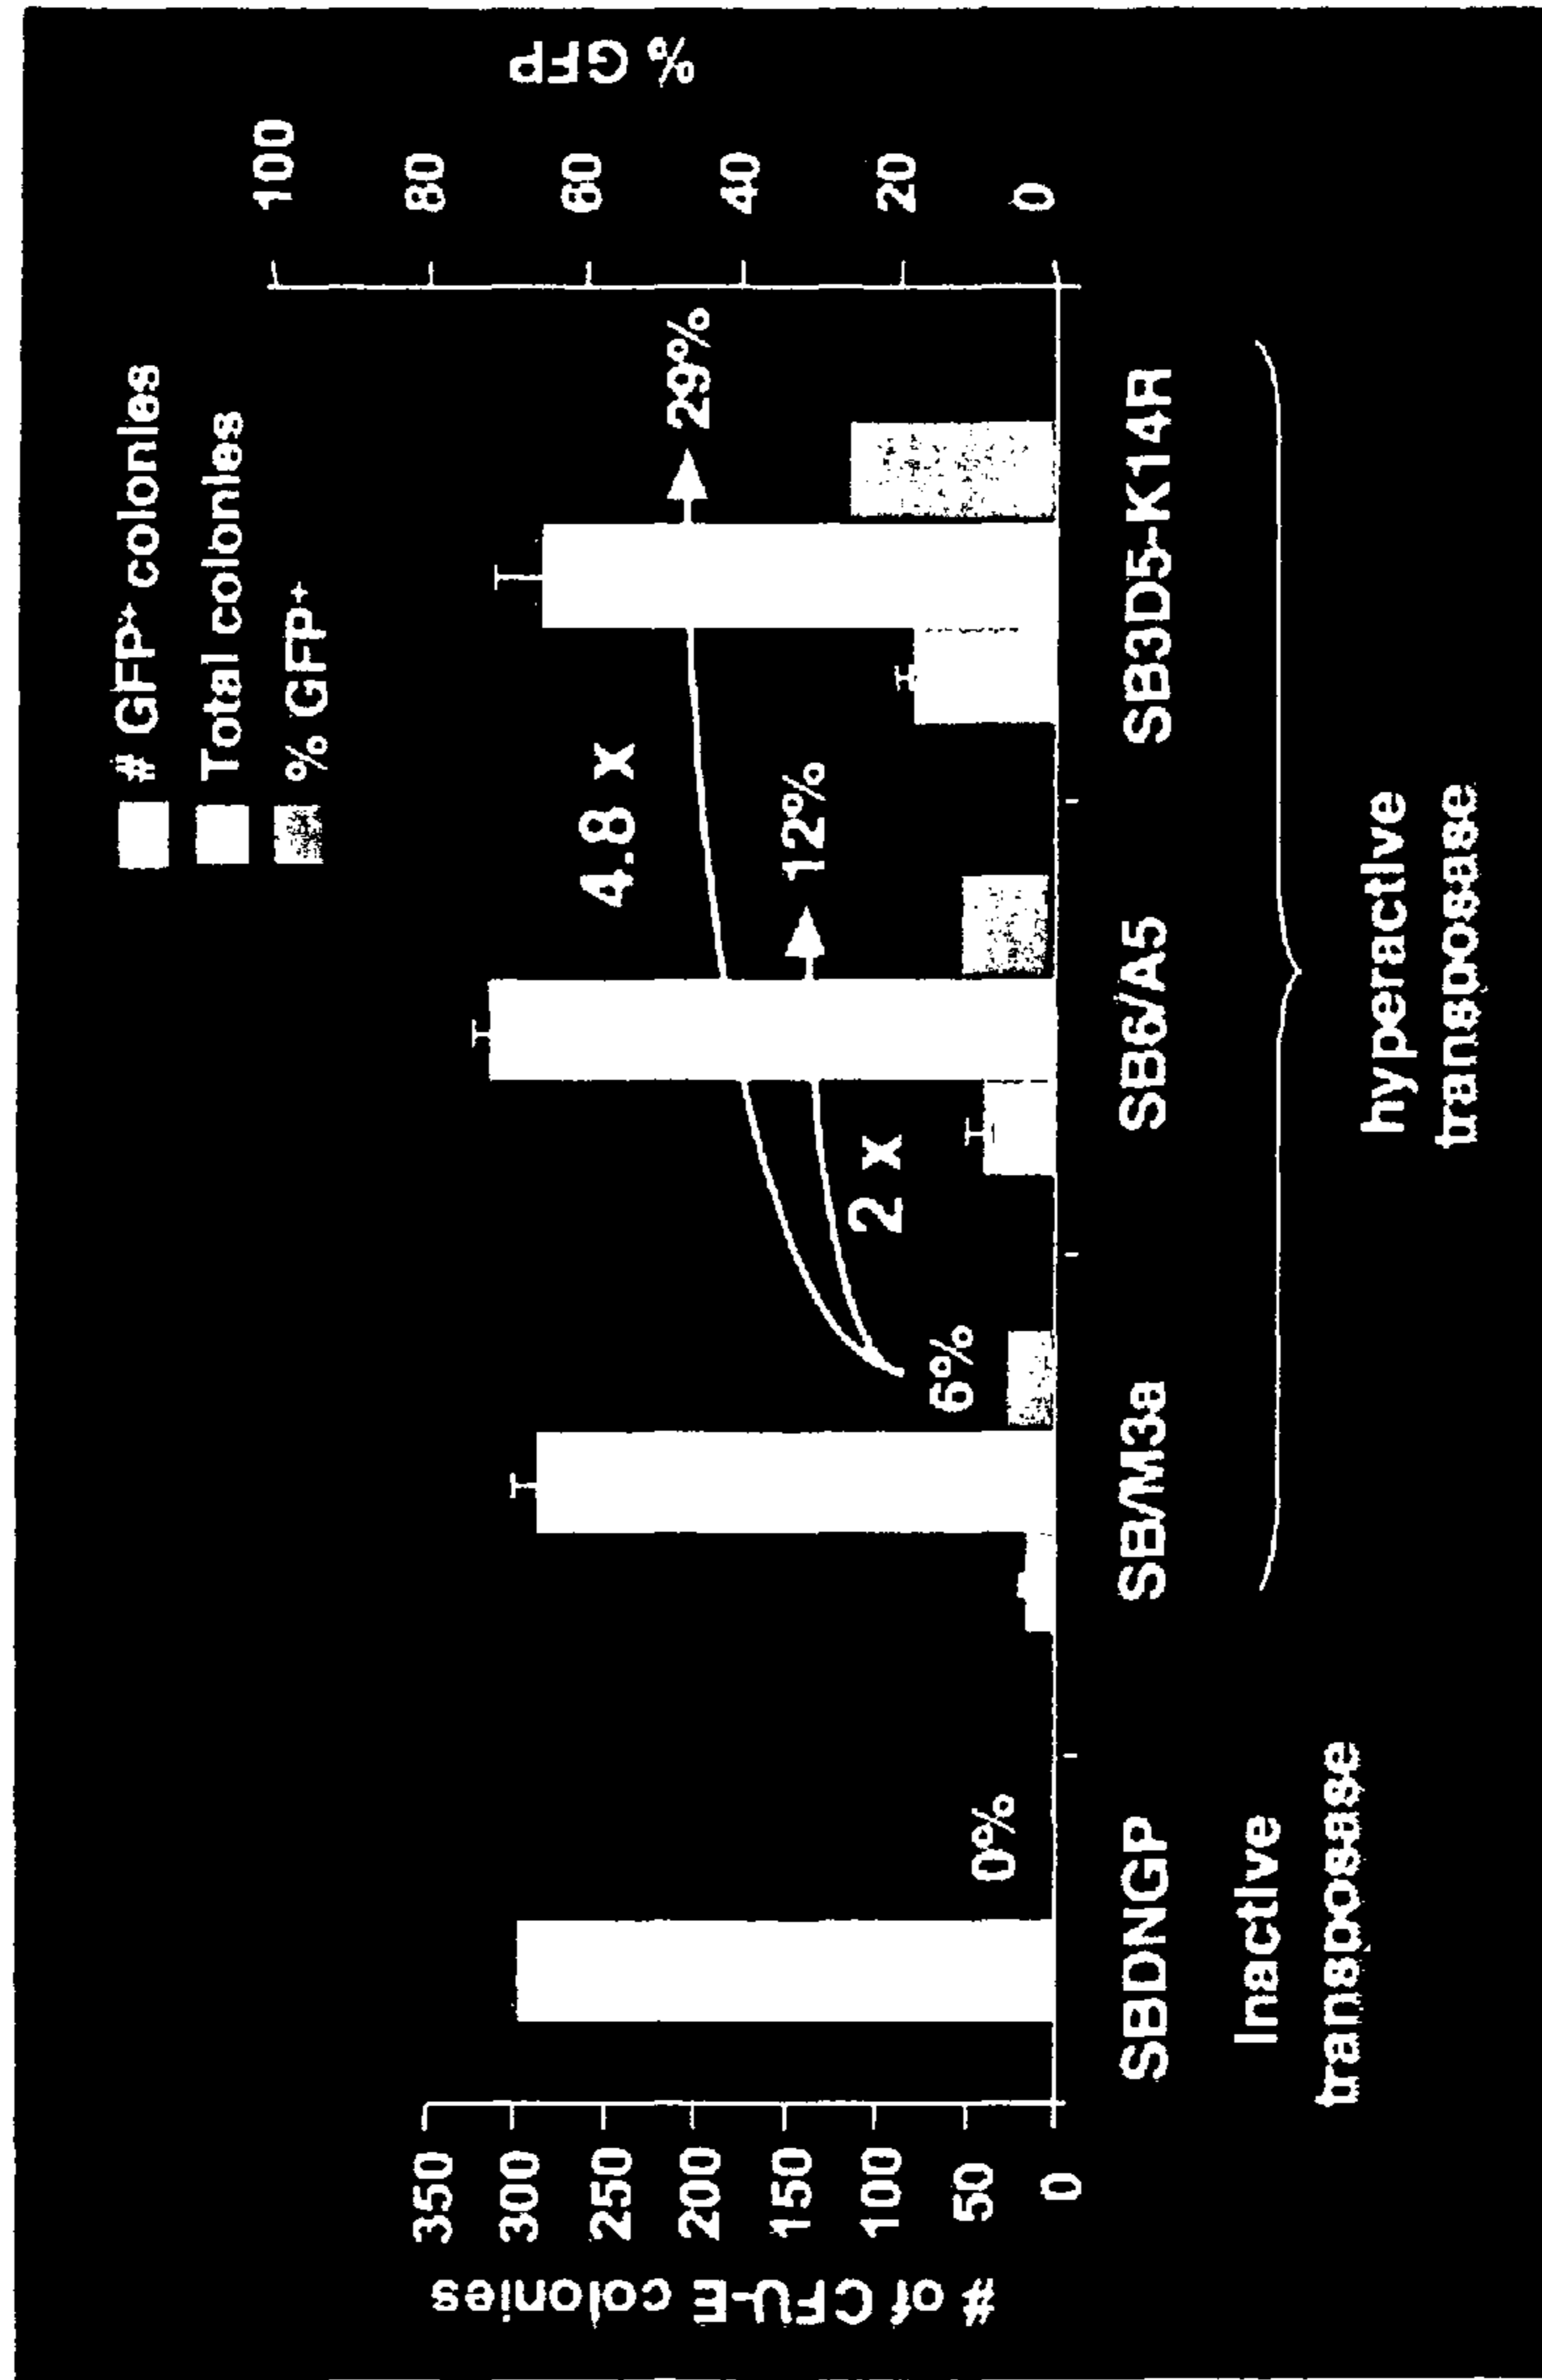 # GFP+ colonies
Total colonies
% GFP+
# of CFU-E colonies
350
300
250
200
150
100
50
0
% GFP
100
80
60
40
20
0
0%
6%
2 x
12%
4.8 x
29%
SBDNGP
SB/M3a
SB6/A5
SB3D5-K14R
Inactive
transposase
hyperactive
transposase